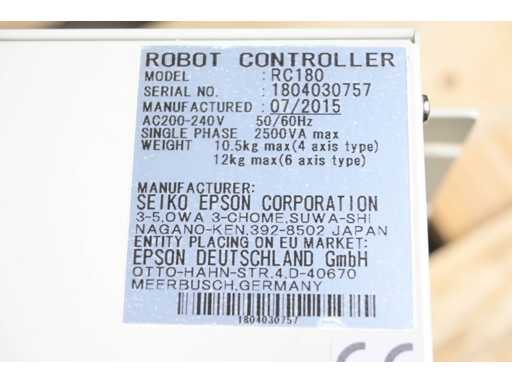 ROBOT CONTROLLER
MODEL : RC180
SERIAL NO. : 1804030757
MANUFACTURED : 07/2015
AC200-240V 50/60Hz
SINGLE PHASE 2500VA max
WEIGHT 10.5kg max(4 axis type)
12kg max(6 axis type)
MANUFACTURER:
SEIKO EPSON CORPORATION
3-5,OWA 3-CHOME,SUWA-SHI
NAGANO-KEN,392-8502 JAPAN
ENTITY PLACING ON EU MARKET:
EPSON DEUTSCHLAND GmbH
OTTO-HAHN-STR.4,D-40670
MEERBUSCH,GERMANY
1804030757
CE